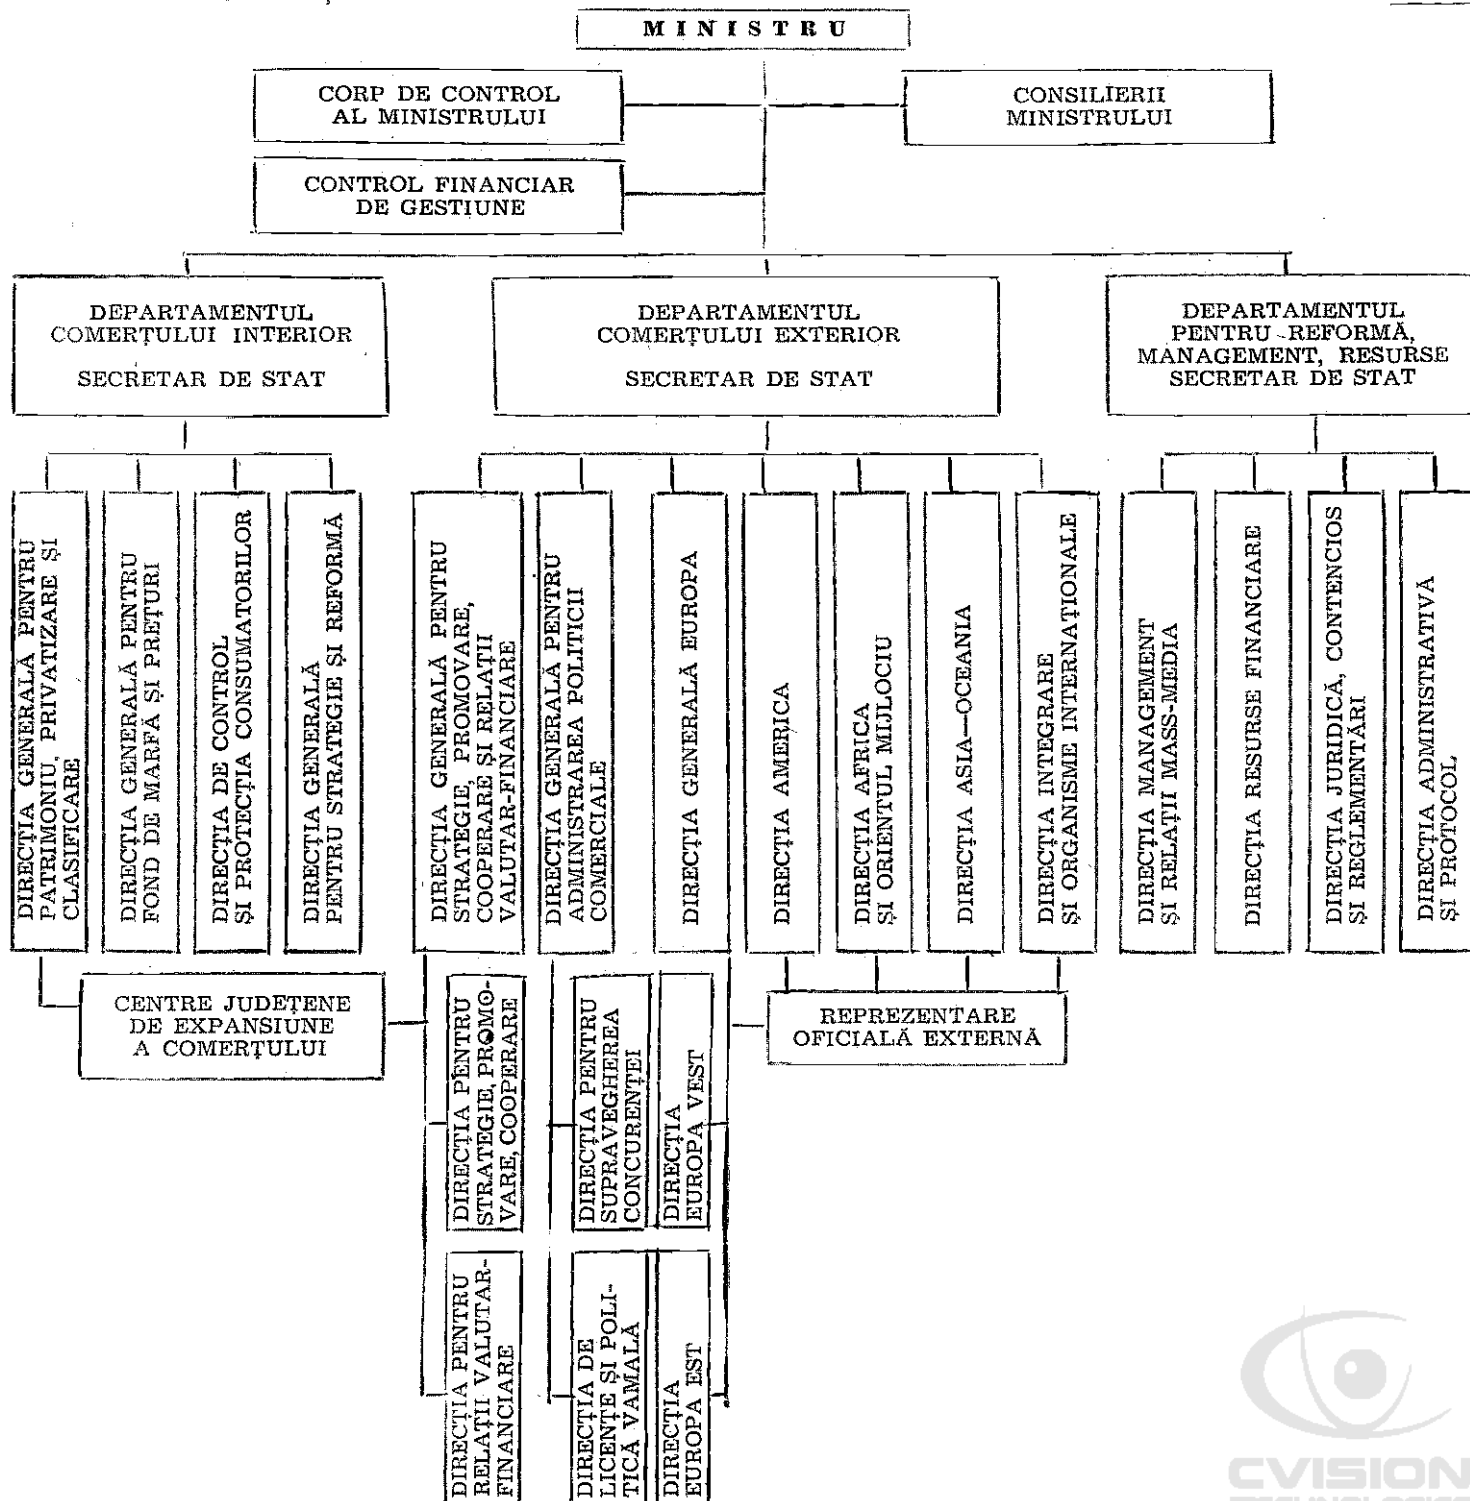 MINISTRU
CORP DE CONTROL
AL MINISTRULUI
CONSILIERII
MINISTRULUI
CONTROL FINANCIAR
DE GESTIUNE
DEPARTAMENTUL
COMERȚULUI INTERIOR
SECRETAR DE STAT
DEPARTAMENTUL
COMERȚULUI EXTERIOR
SECRETAR DE STAT
DEPARTAMENTUL
PENTRU REFORMĂ,
MANAGEMENT, RESURSE
SECRETAR DE STAT
DIRECȚIA GENERALĂ PENTRU
PATRIMONIU, PRIVATIZARE ȘI
CLASIFICARE
DIRECȚIA GENERALĂ PENTRU
FOND DE MARFĂ ȘI PREȚURI
DIRECȚIA DE CONTROL
ȘI PROTECȚIA CONSUMATORILOR
DIRECȚIA GENERALĂ
PENTRU STRATEGIE ȘI REFORMĂ
DIRECȚIA GENERALĂ PENTRU
STRATEGIE, PROMOVARE,
COOPERARE ȘI RELAȚII
VALUTAR-FINANCIARE
DIRECȚIA GENERALĂ PENTRU
ADMINISTRAREA POLITICII
COMERCIALE
DIRECȚIA GENERALĂ EUROPA
DIRECȚIA AMERICA
DIRECȚIA AFRICA
ȘI ORIENTUL MIJLOCIU
DIRECȚIA ASIA—OCEANIA
DIRECȚIA INTEGRARE
ȘI ORGANISME INTERNAȚIONALE
DIRECȚIA MANAGEMENT
ȘI RELAȚII MASS-MEDIA
DIRECȚIA RESURSE FINANCIARE
DIRECȚIA JURIDICĂ, CONTENCIOS
ȘI REGLEMENTĂRI
DIRECȚIA ADMINISTRATIVĂ
ȘI PROTOCOL
CENTRE JUDEȚENE
DE EXPANSIUNE
A COMERȚULUI
REPREZENTARE
OFICIALĂ EXTERNĂ
DIRECȚIA PENTRU
STRATEGIE, PROMO-
VARE, COOPERARE
DIRECȚIA PENTRU
SUPRAVEGHEREA
CONCURENȚEI
DIRECȚIA
EUROPA VEST
DIRECȚIA PENTRU
RELAȚII VALUTAR-
FINANCIARE
DIRECȚIA DE
LICENȚE ȘI POLI-
TICĂ VAMALĂ
DIRECȚIA
EUROPA EST
CVISION